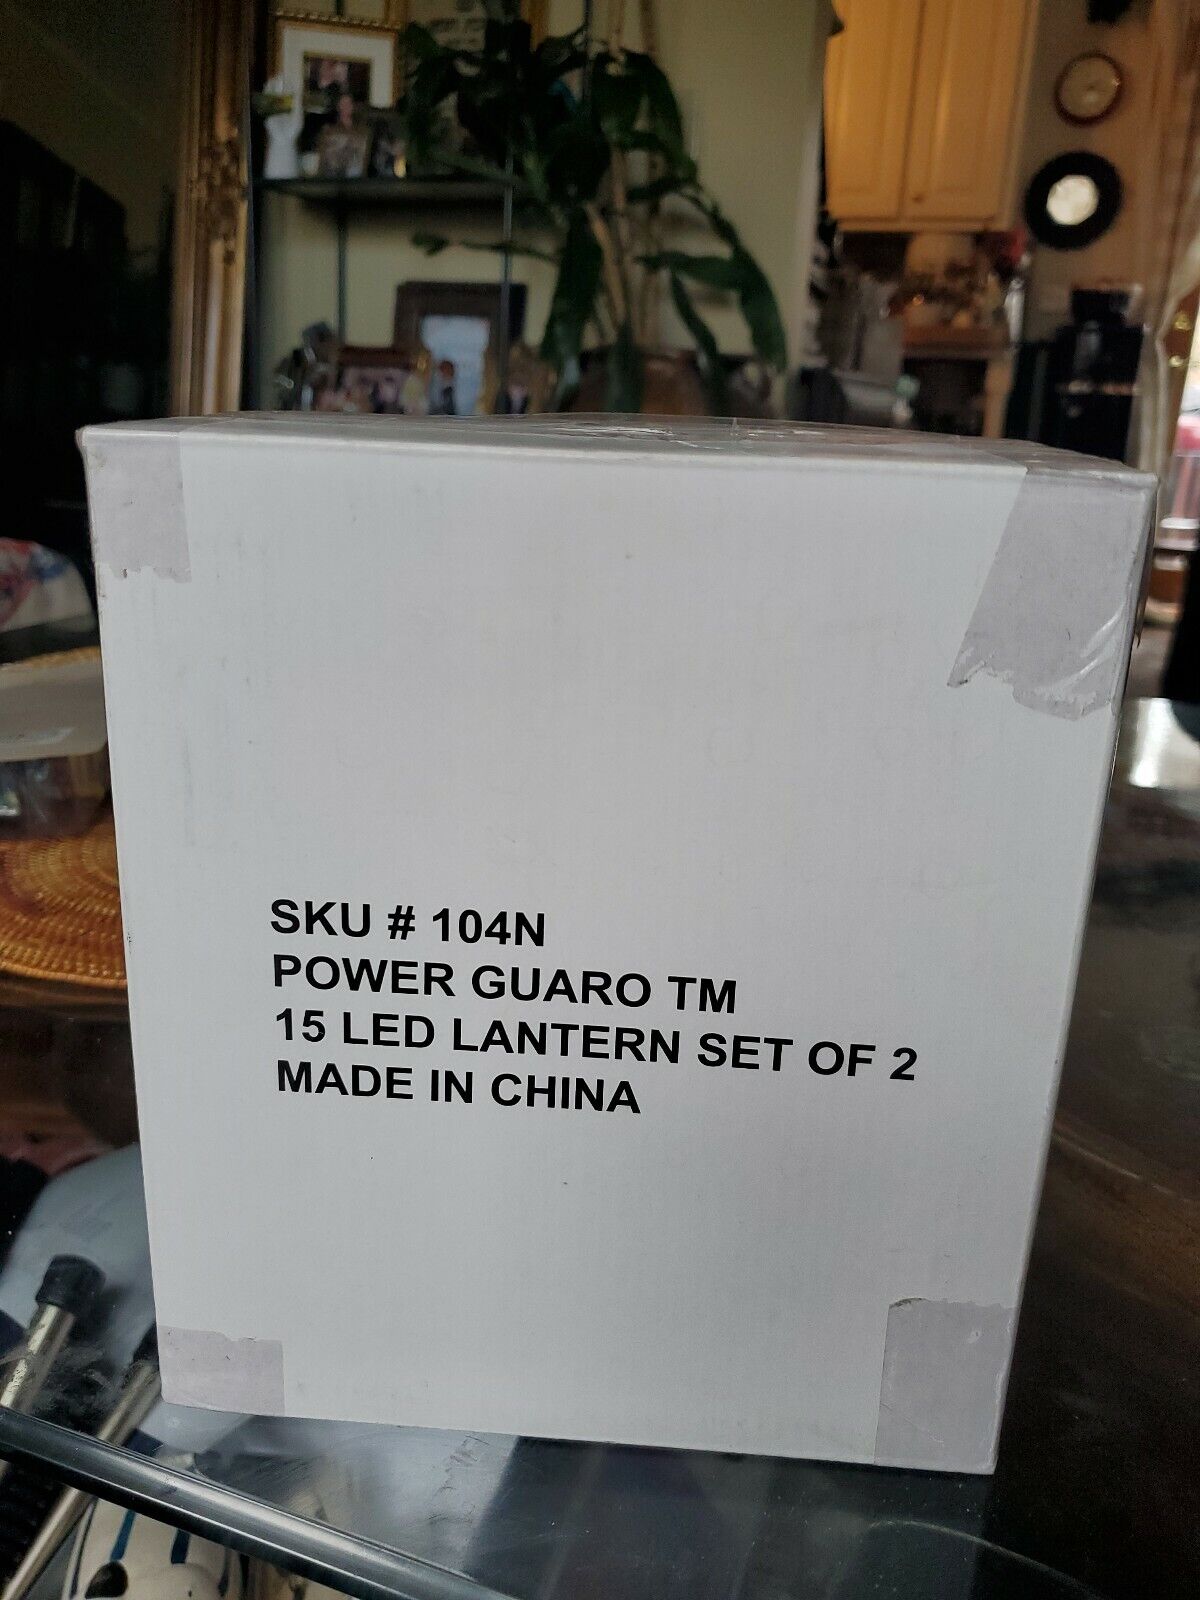 SKU # 104N
POWER GUARO TM
15 LED LANTERN SET OF 2
MADE IN CHINA